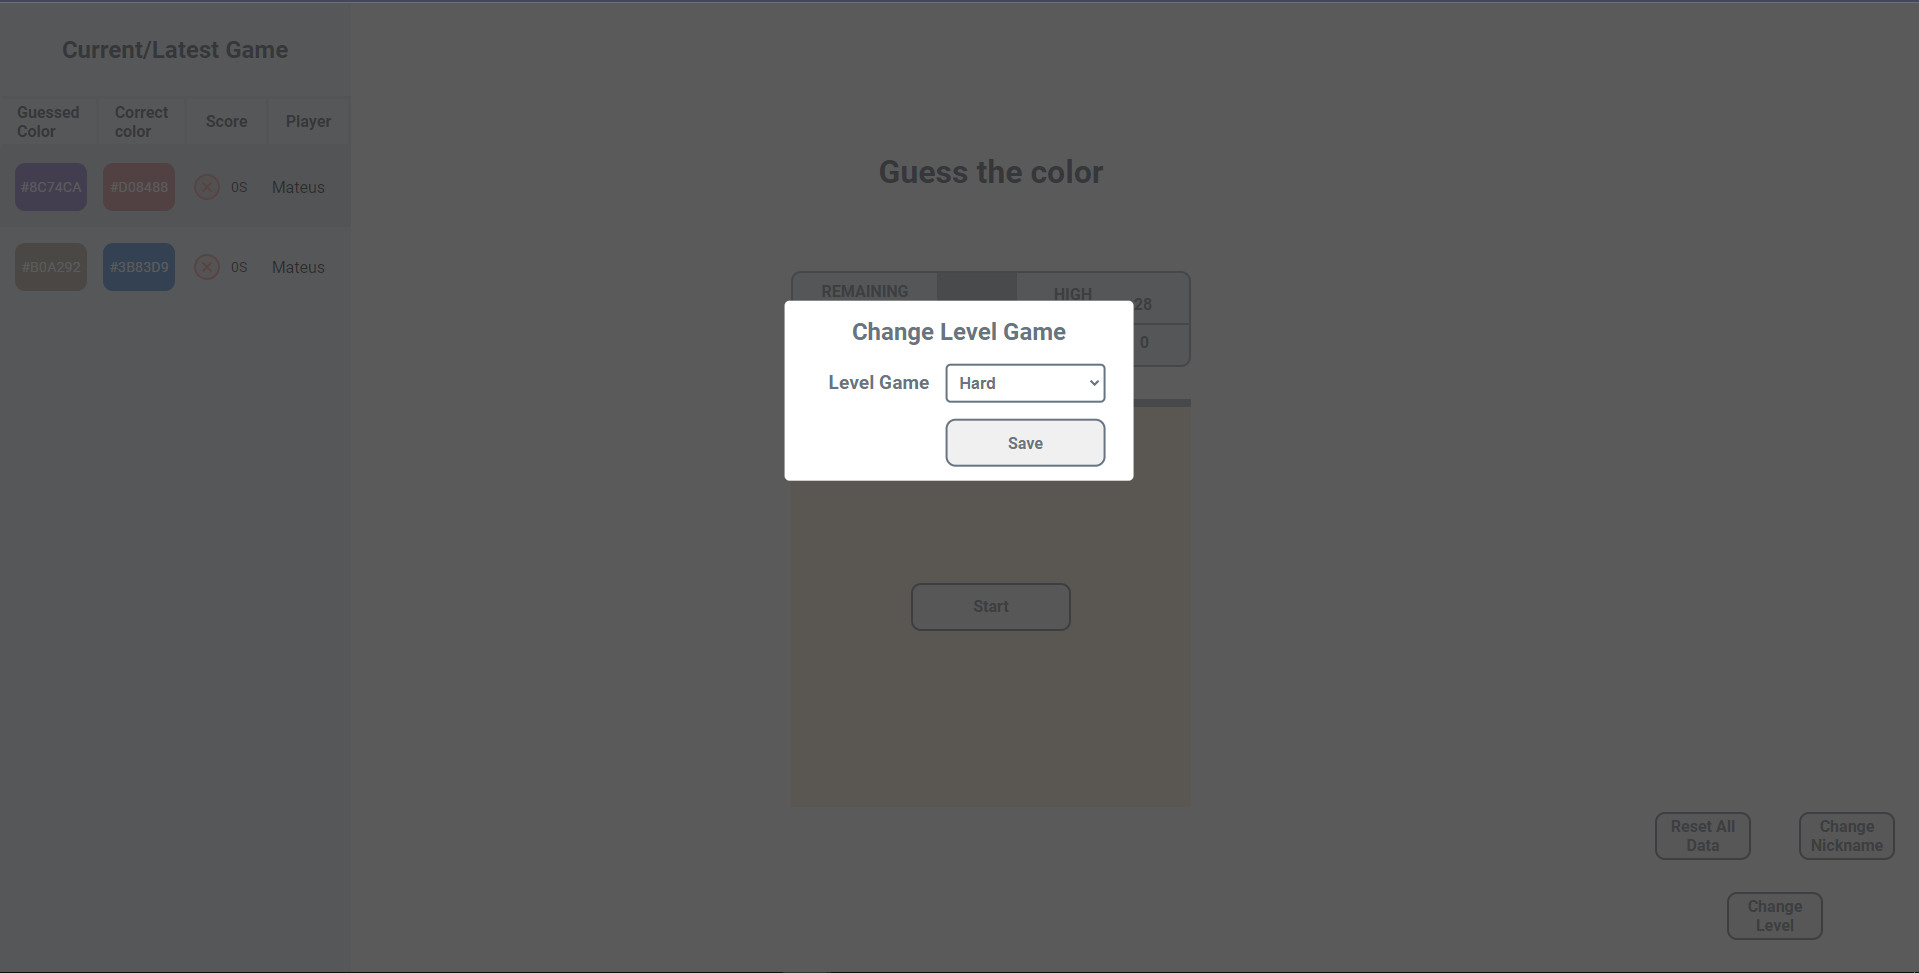 Current/Latest Game
Guessed
Color
Correct
color
Score
Player
#8C74CA
#D08488
0S
Mateus
#B0A292
#3B83D9
0S
Mateus
Guess the color
REMAINING
HIGH
28
0
Change Level Game
Level Game
Hard
Save
Start
Reset All
Data
Change
Nickname
Change
Level